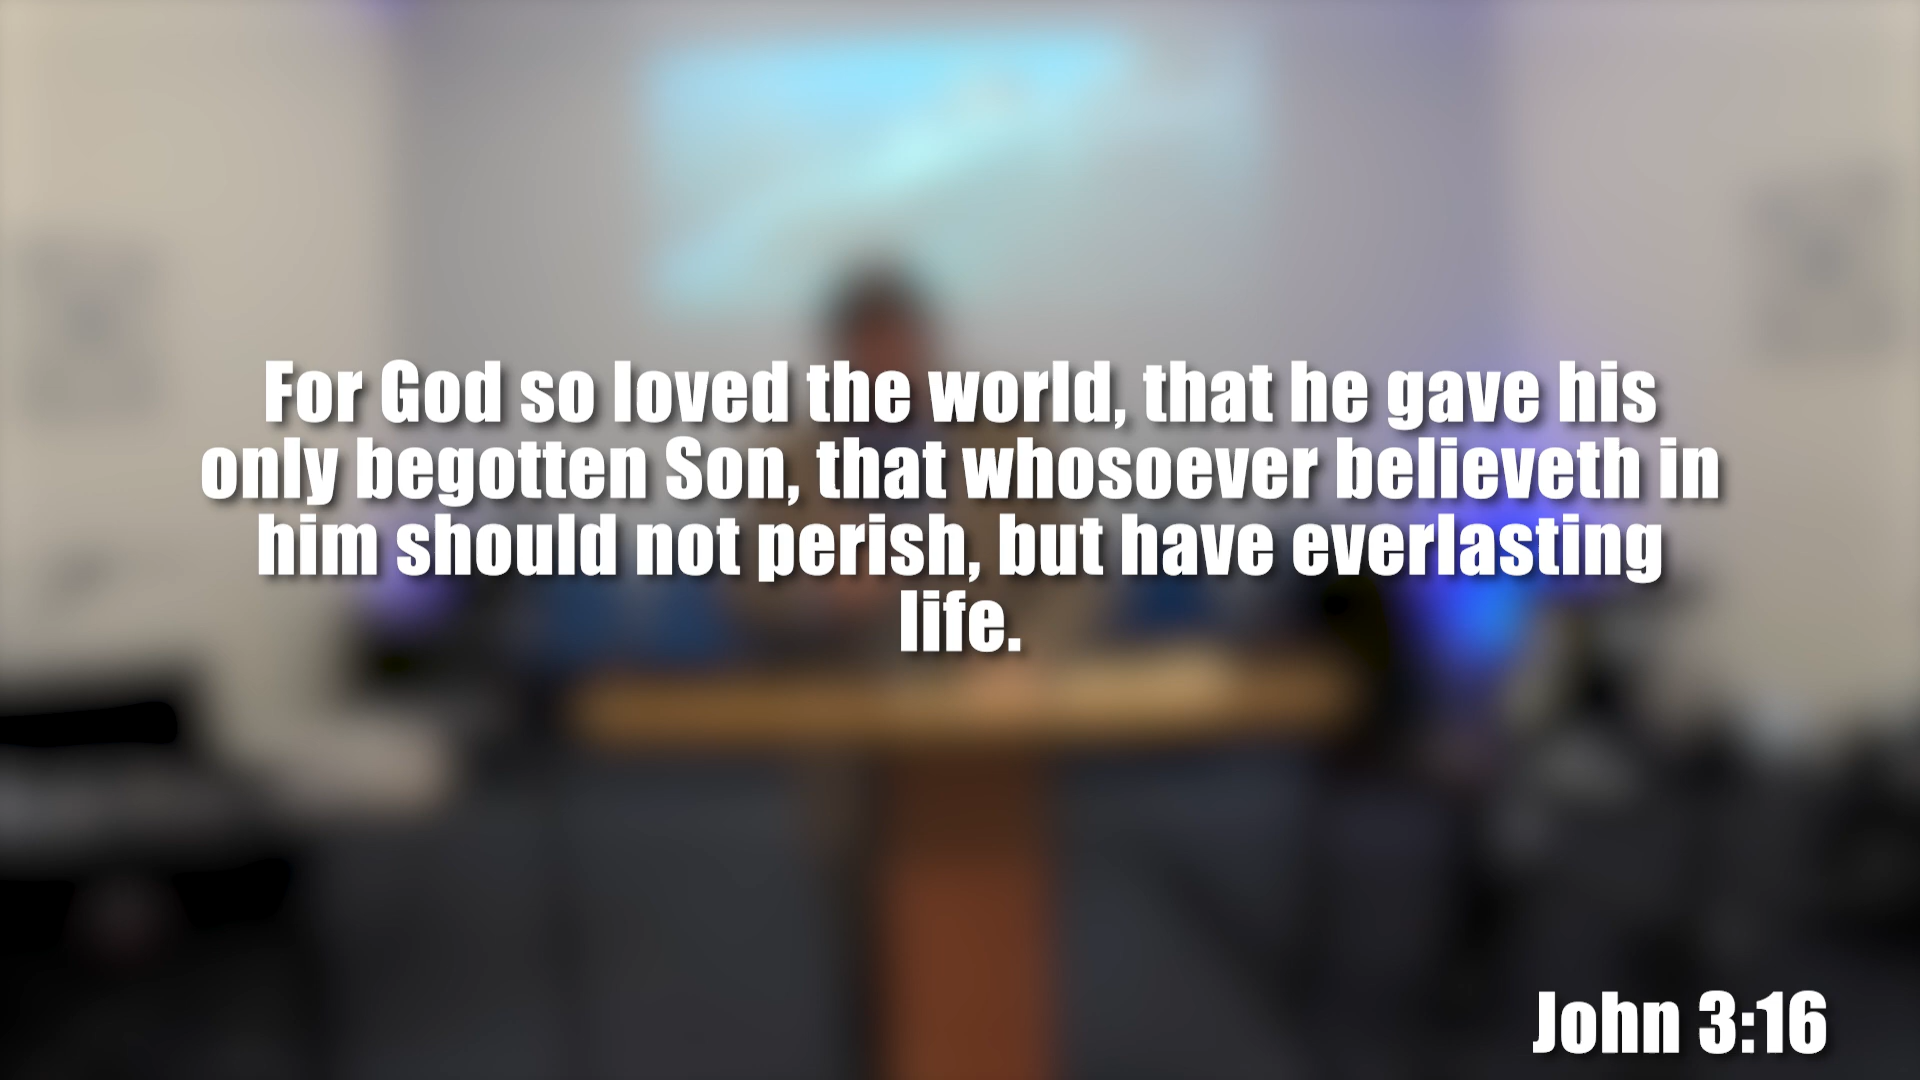 For God so loved the world, that he gave his
only begotten Son, that whosoever believeth in
him should not perish, but have everlasting
life.
John 3:16